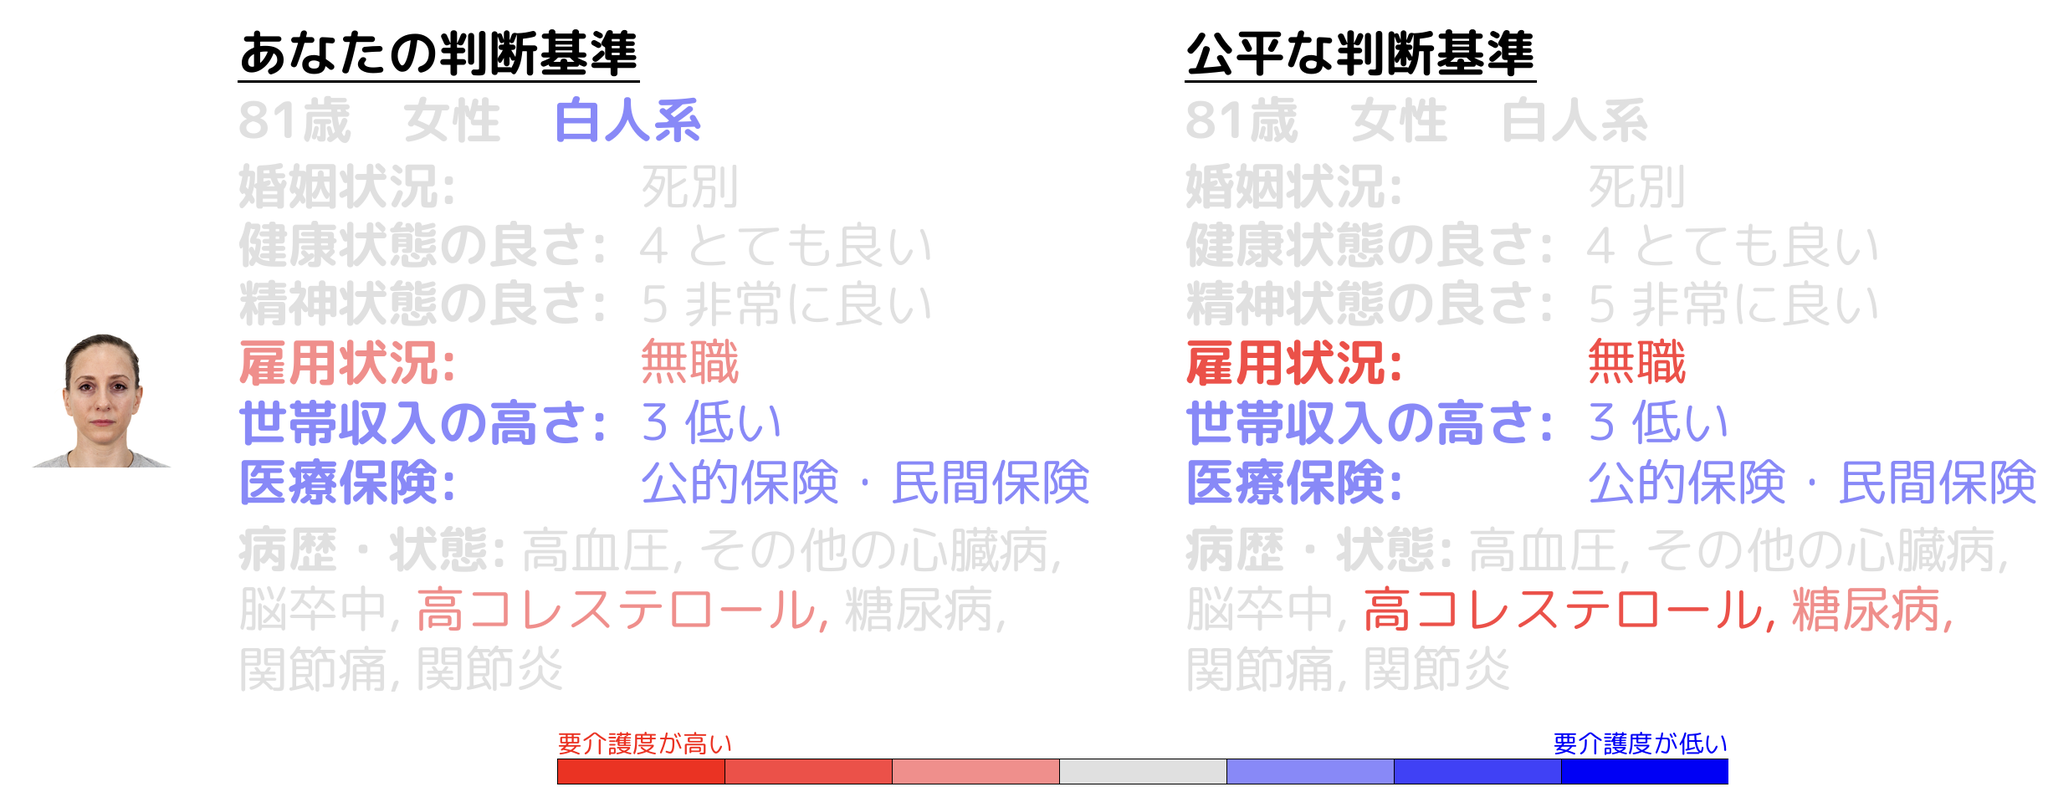 あなたの判断基準
81歳 女性 白人系
婚姻状況: 死別
健康状態の良さ: 4 とても良い
精神状態の良さ: 5 非常に良い
雇用状況: 無職
世帯収入の高さ: 3 低い
医療保険: 公的保険・民間保険
病歴・状態: 高血圧, その他の心臓病,
脳卒中, 高コレステロール, 糖尿病,
関節痛, 関節炎
公平な判断基準
81歳 女性 白人系
婚姻状況: 死別
健康状態の良さ: 4 とても良い
精神状態の良さ: 5 非常に良い
雇用状況: 無職
世帯収入の高さ: 3 低い
医療保険: 公的保険・民間保険
病歴・状態: 高血圧, その他の心臓病,
脳卒中, 高コレステロール, 糖尿病,
関節痛, 関節炎
要介護度が高い
要介護度が低い